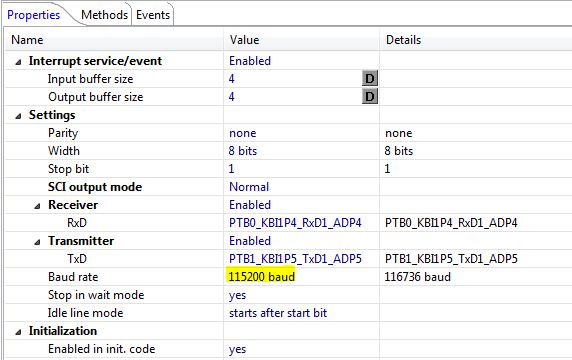 Properties Methods Events
Name Value Details
Interrupt service/event Enabled
Input buffer size 4 D
Output buffer size 4 D
Settings
Parity none none
Width 8 bits 8 bits
Stop bit 1 1
SCI output mode Normal
Receiver Enabled
RxD PTB0_KBI1P4_RxD1_ADP4 PTB0_KBI1P4_RxD1_ADP4
Transmitter Enabled
TxD PTB1_KBI1P5_TxD1_ADP5 PTB1_KBI1P5_TxD1_ADP5
Baud rate 115200 baud 116736 baud
Stop in wait mode yes
Idle line mode starts after start bit
Initialization
Enabled in init. code yes